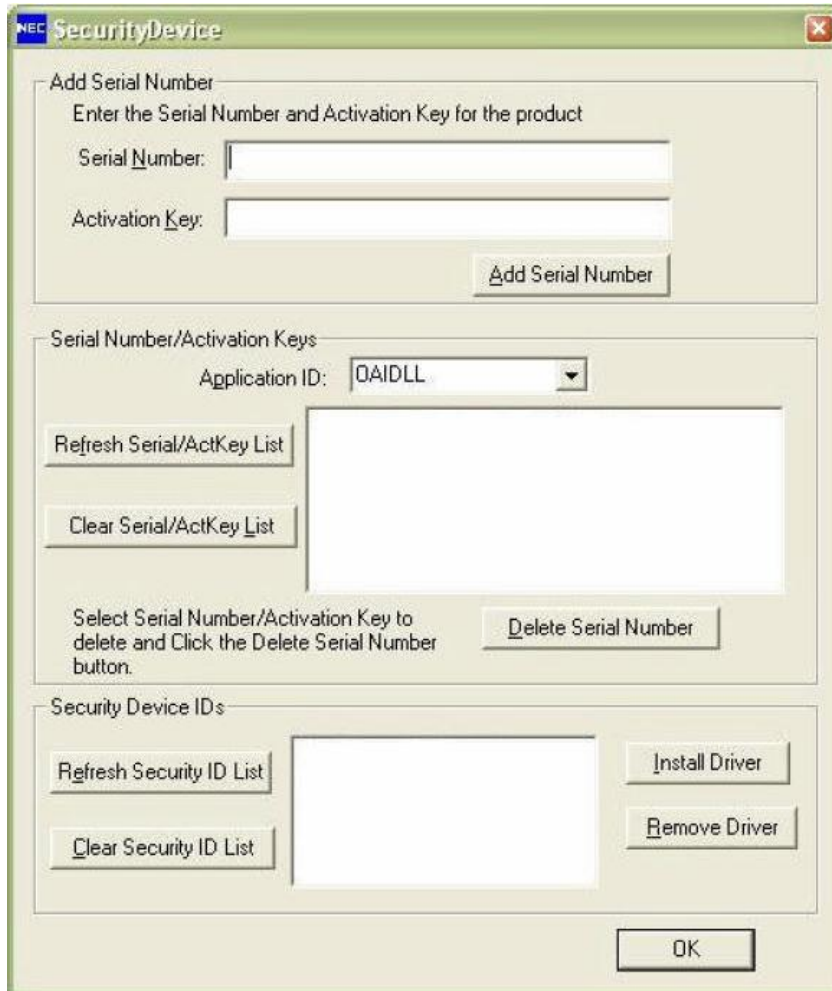 NEC SecurityDevice
Add Serial Number
Enter the Serial Number and Activation Key for the product
Serial Number:
Activation Key:
Add Serial Number
Serial Number/Activation Keys
Application ID: OAIDLL
Refresh Serial/ActKey List
Clear Serial/ActKey List
Select Serial Number/Activation Key to
delete and Click the Delete Serial Number
button.
Delete Serial Number
Security Device IDs
Refresh Security ID List
Install Driver
Clear Security ID List
Remove Driver
OK